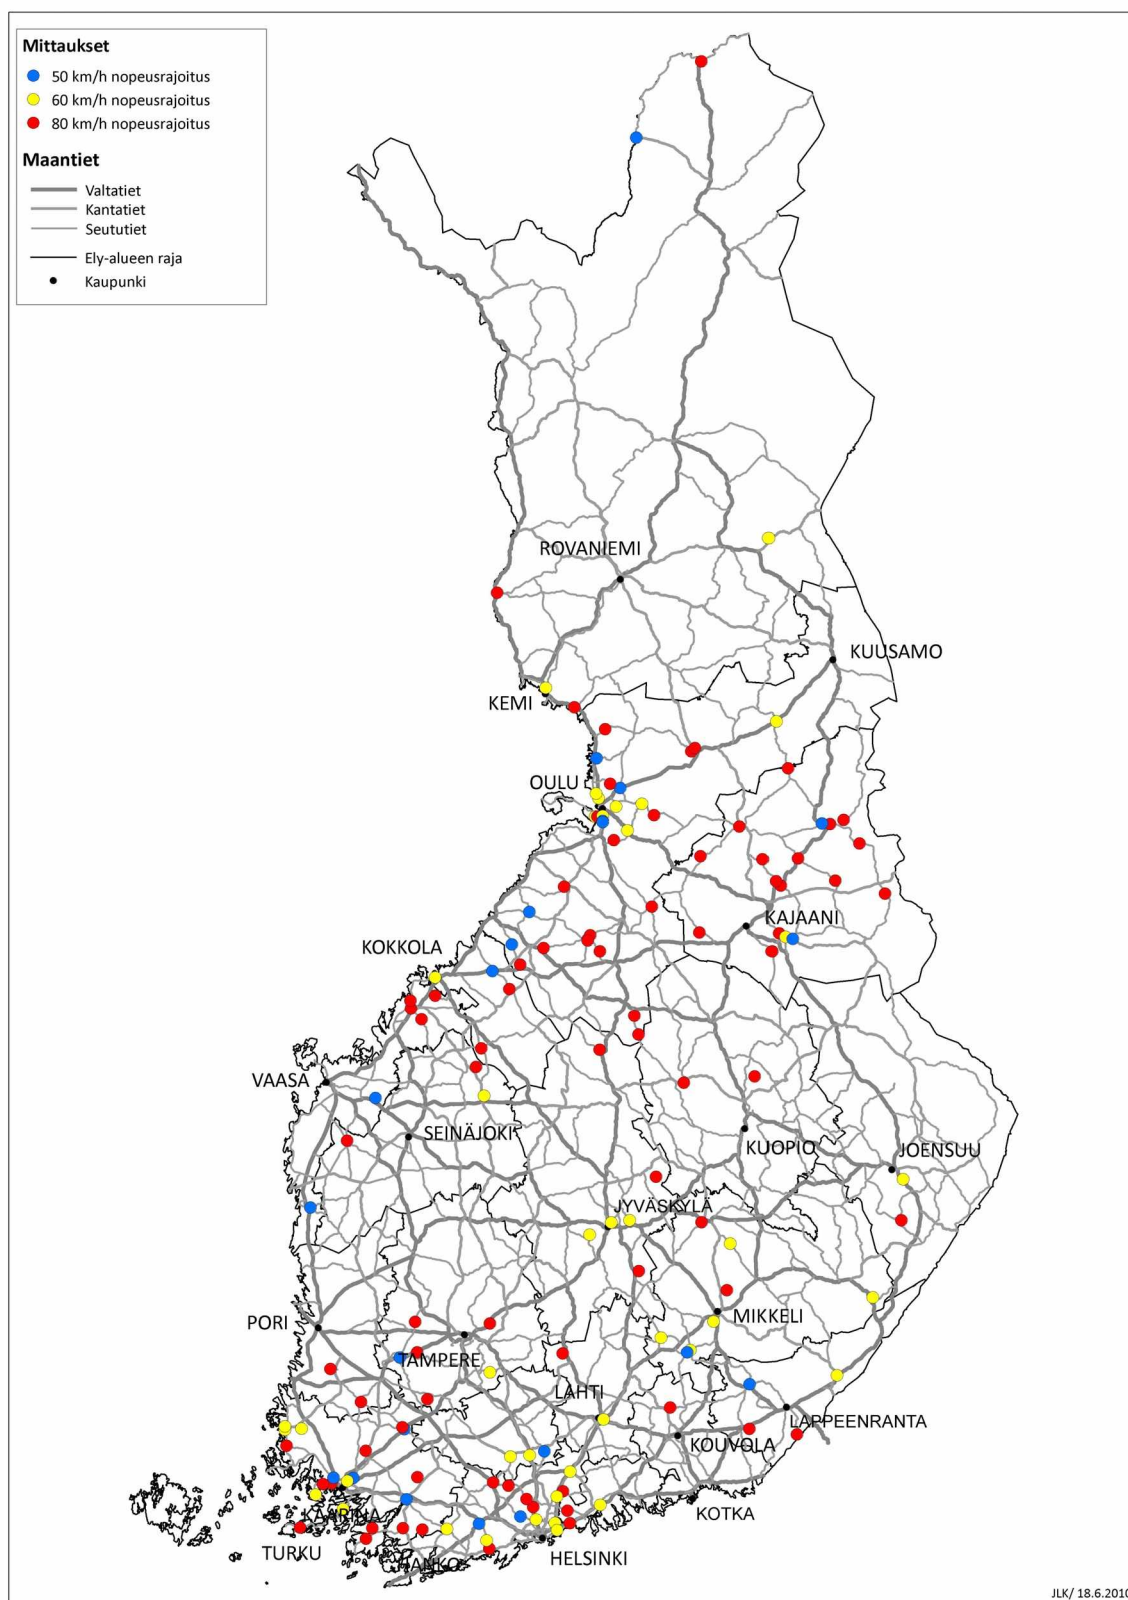 Mittaukset
50 km/h nopeusrajoitus
60 km/h nopeusrajoitus
80 km/h nopeusrajoitus
Maantiet
Valtatiet
Kantatiet
Seututiet
Ely-alueen raja
Kaupunki
ROVANIEMI
KUUSAMO
KEMI
OULU
KAJAANI
KOKKOLA
VAASA
SEINÄJOKI
KUOPIO
JOENSUU
JYVÄSKYLÄ
PORI
MIKKELI
TAMPERE
LAHTI
LAPPEENRANTA
KOUVOLA
KOTKA
KAARINA
TURKU
HANKO
HELSINKI
JLK/ 18.6.2010